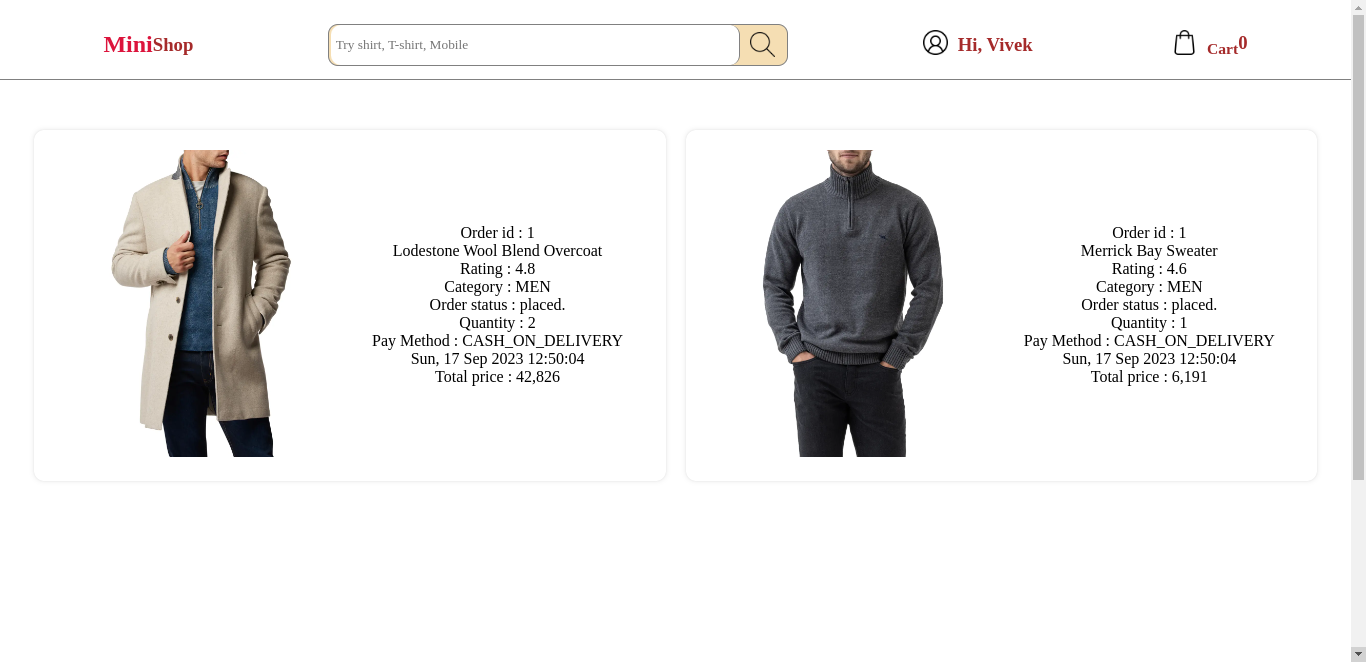 MiniShop
Try shirt, T-shirt, Mobile
Hi, Vivek
Cart0
Order id : 1
Lodestone Wool Blend Overcoat
Rating : 4.8
Category : MEN
Order status : placed.
Quantity : 2
Pay Method : CASH_ON_DELIVERY
Sun, 17 Sep 2023 12:50:04
Total price : 42,826
Order id : 1
Merrick Bay Sweater
Rating : 4.6
Category : MEN
Order status : placed.
Quantity : 1
Pay Method : CASH_ON_DELIVERY
Sun, 17 Sep 2023 12:50:04
Total price : 6,191